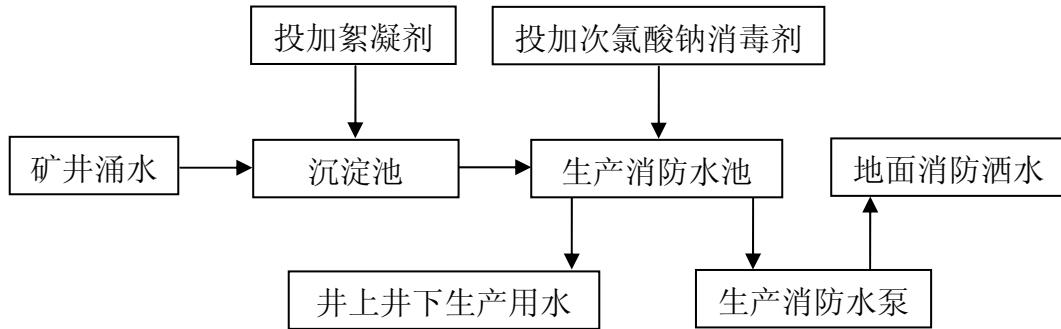 投加絮凝剂
投加次氯酸钠消毒剂
矿井涌水
沉淀池
生产消防水池
地面消防洒水
井上井下生产用水
生产消防水泵